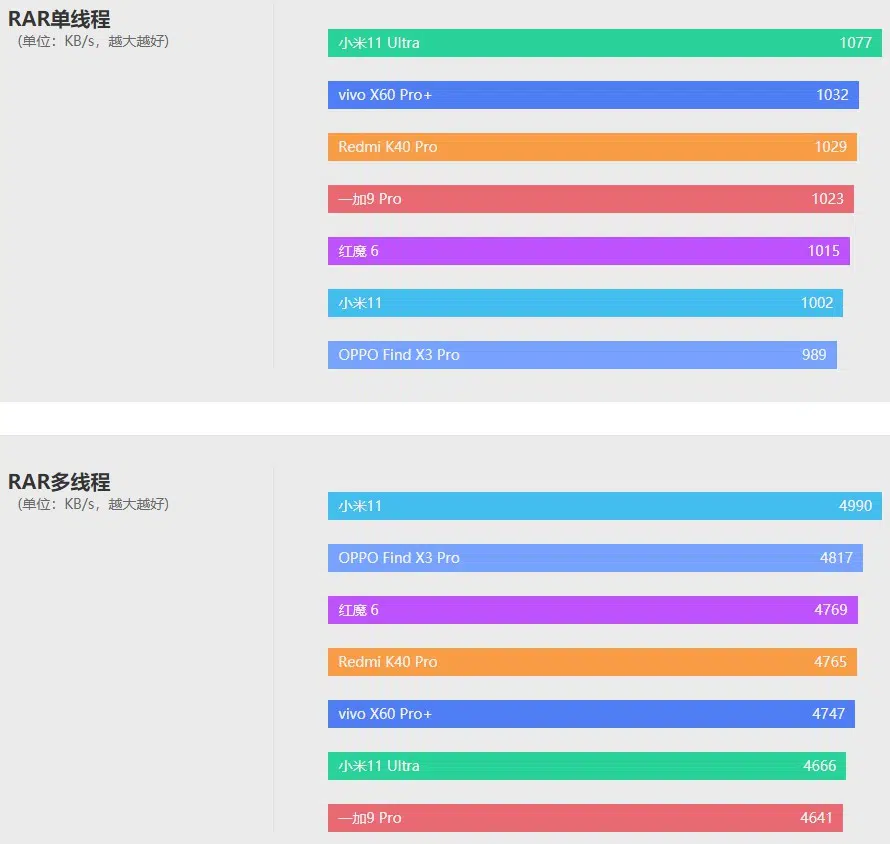 RAR单线程
(单位：KB/s，越大越好)
小米11 Ultra 1077
vivo X60 Pro+ 1032
Redmi K40 Pro 1029
一加9 Pro 1023
红魔 6 1015
小米11 1002
OPPO Find X3 Pro 989
RAR多线程
(单位：KB/s，越大越好)
小米11 4990
OPPO Find X3 Pro 4817
红魔 6 4769
Redmi K40 Pro 4765
vivo X60 Pro+ 4747
小米11 Ultra 4666
一加9 Pro 4641